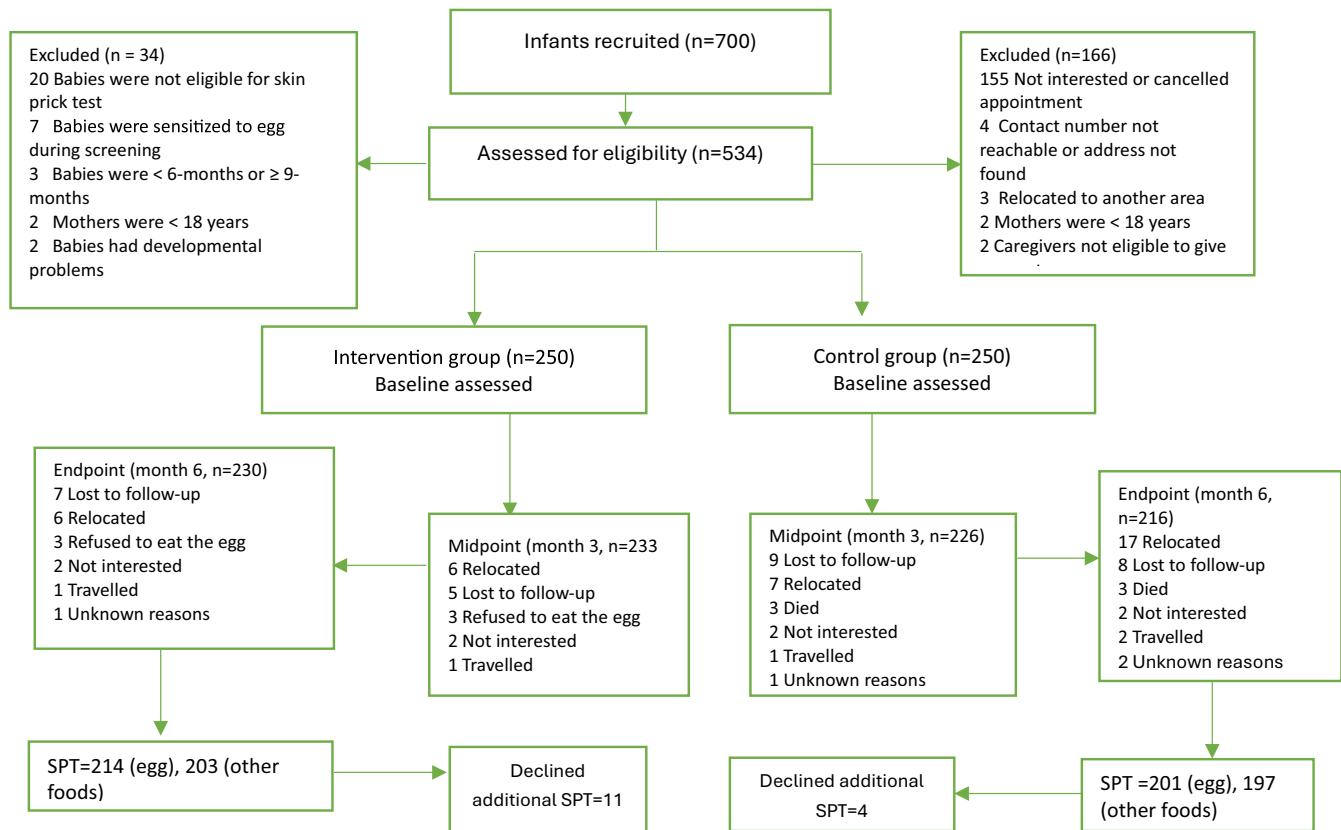 Infants recruited (n=700)
Excluded (n = 34)
20 Babies were not eligible for skin
prick test
7 Babies were sensitized to egg
during screening
3 Babies were < 6-months or ≥ 9-
months
2 Mothers were < 18 years
2 Babies had developmental
problems
Excluded (n=166)
155 Not interested or cancelled
appointment
4 Contact number not
reachable or address not
found
3 Relocated to another area
2 Mothers were < 18 years
2 Caregivers not eligible to give
Assessed for eligibility (n=534)
Intervention group (n=250)
Baseline assessed
Control group (n=250)
Baseline assessed
Endpoint (month 6, n=230)
7 Lost to follow-up
6 Relocated
3 Refused to eat the egg
2 Not interested
1 Travelled
1 Unknown reasons
Midpoint (month 3, n=233
6 Relocated
5 Lost to follow-up
3 Refused to eat the egg
2 Not interested
1 Travelled
Midpoint (month 3, n=226)
9 Lost to follow-up
7 Relocated
3 Died
2 Not interested
1 Travelled
1 Unknown reasons
Endpoint (month 6,
n=216)
17 Relocated
8 Lost to follow-up
3 Died
2 Not interested
2 Travelled
2 Unknown reasons
SPT=214 (egg), 203 (other
foods)
Declined
additional SPT=11
Declined additional
SPT=4
SPT =201 (egg), 197
(other foods)